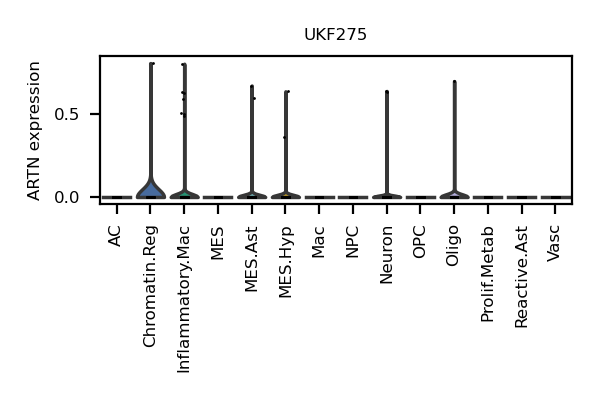 UKF275
ARTN expression
0.5
0.0
AC
Chromatin.Reg
Inflammatory.Mac
MES
MES.Ast
MES.Hyp
Mac
NPC
Neuron
OPC
Oligo
Prolif.Metab
Reactive.Ast
Vasc